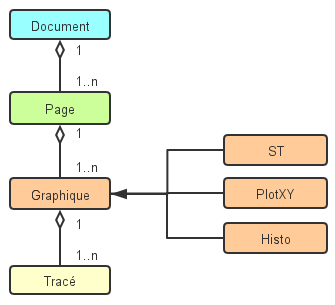 Document
1
1..n
Page
1
1..n
Graphique
1
1..n
Tracé
ST
PlotXY
Histo